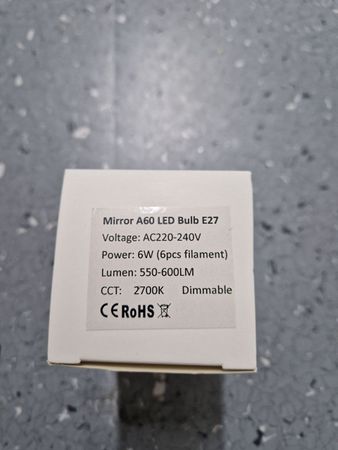 Mirror A60 LED Bulb E27
Voltage: AC220-240V
Power: 6W (6pcs filament)
Lumen: 550-600LM
CCT: 2700K Dimmable
CE RoHS